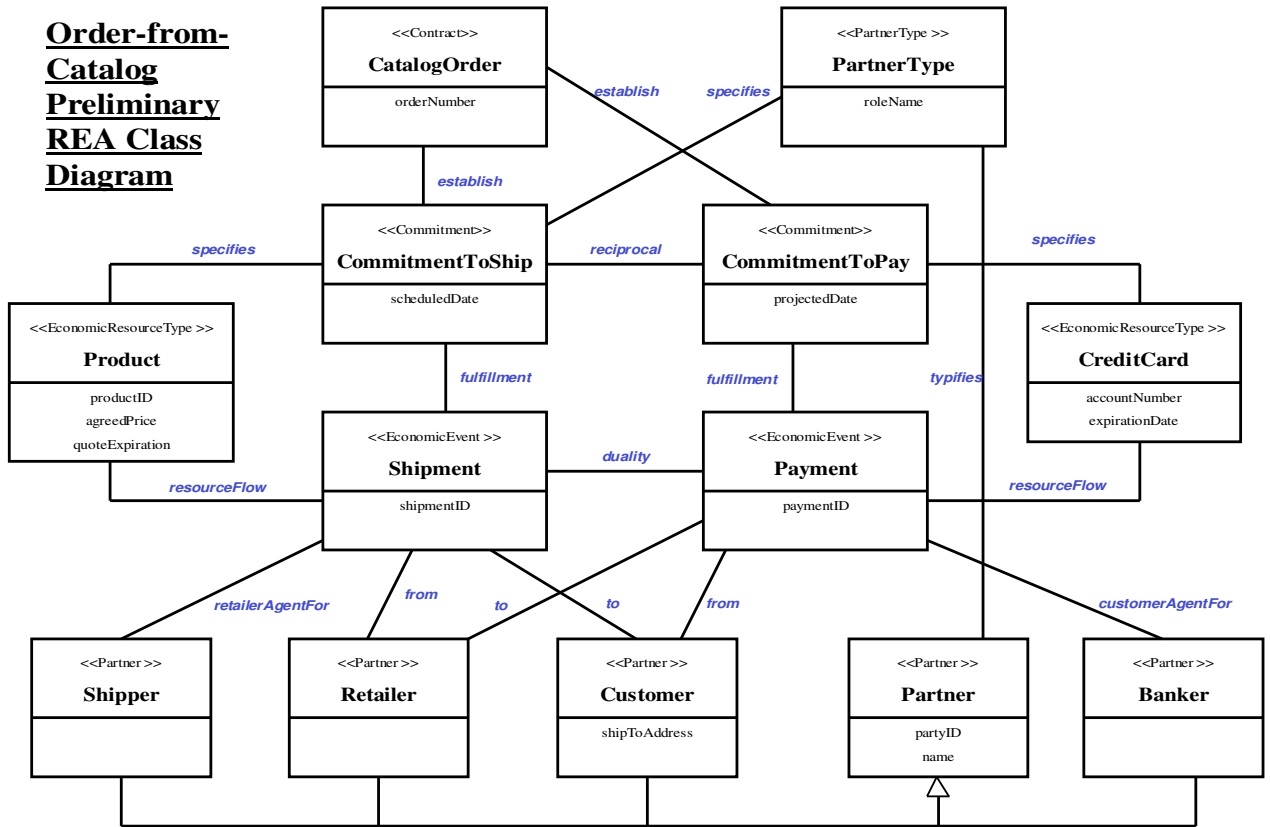 Order-from-
Catalog
Preliminary
REA Class
Diagram
<<Contract>>
CatalogOrder
orderNumber
<<PartnerType >>
PartnerType
roleName
establish
specifies
establish
<<Commitment>>
CommitmentToShip
scheduledDate
reciprocal
<<Commitment>>
CommitmentToPay
projectedDate
specifies
specifies
<<EconomicResourceType >>
Product
productID
agreedPrice
quoteExpiration
<<EconomicResourceType >>
CreditCard
accountNumber
expirationDate
fulfillment
fulfillment
typifies
<<EconomicEvent >>
Shipment
shipmentID
duality
<<EconomicEvent >>
Payment
paymentID
resourceFlow
resourceFlow
retailerAgentFor
from
to
to
from
customerAgentFor
<<Partner >>
Shipper
<<Partner >>
Retailer
<<Partner >>
Customer
shipToAddress
<<Partner >>
Partner
partyID
name
<<Partner >>
Banker